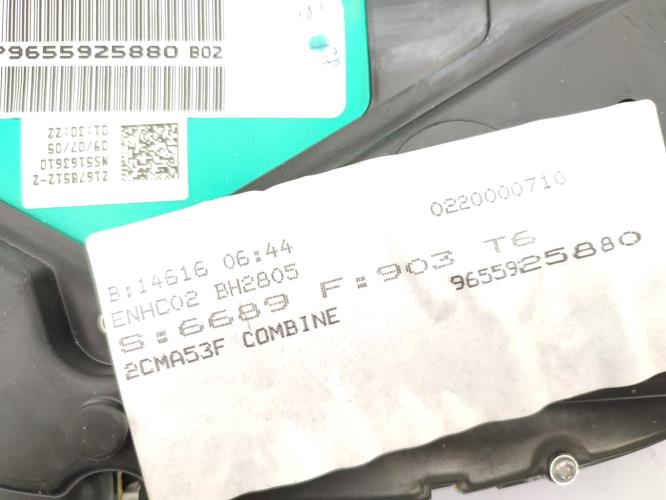 P9655925880 B02
21678512-2
NS5163610
09/07/05
01:30:22
0220000710
B:14616 06:44
ENHC02 BH2805
S:6689 F:903 T6
9655925880
2CMA53F COMBINE